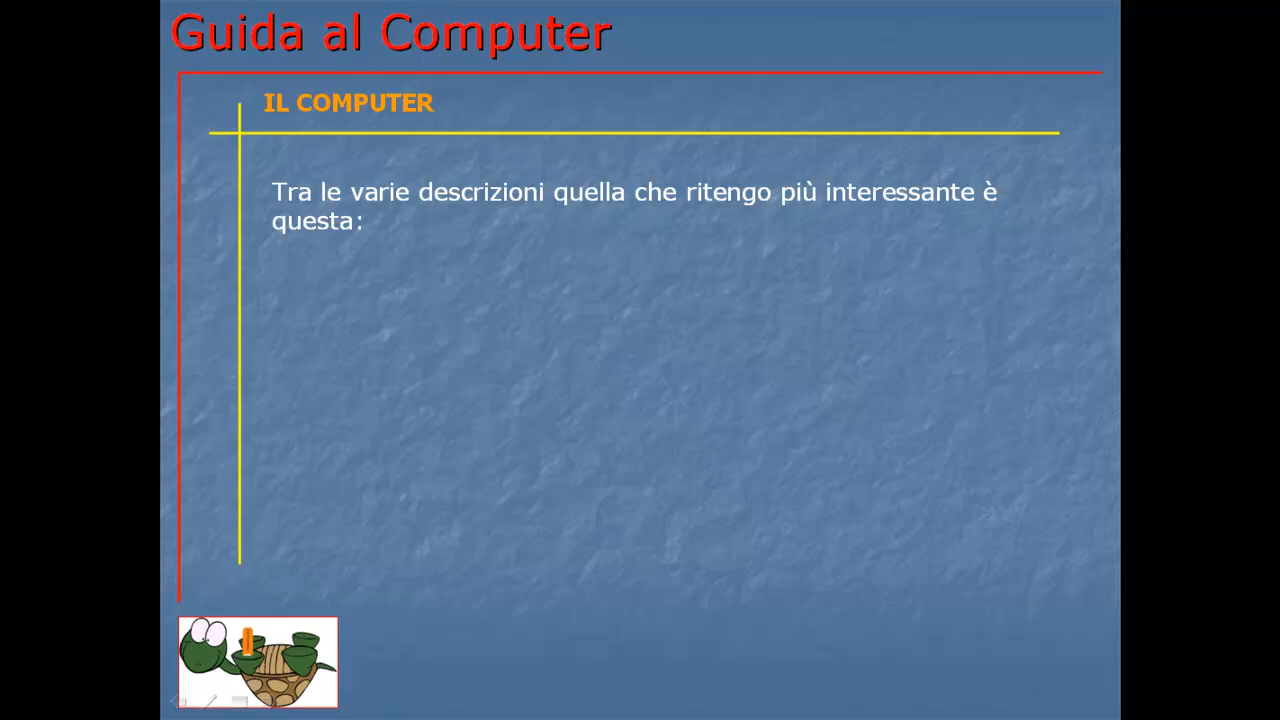 Guida al Computer
IL COMPUTER
Tra le varie descrizioni quella che ritengo più interessante è
questa: